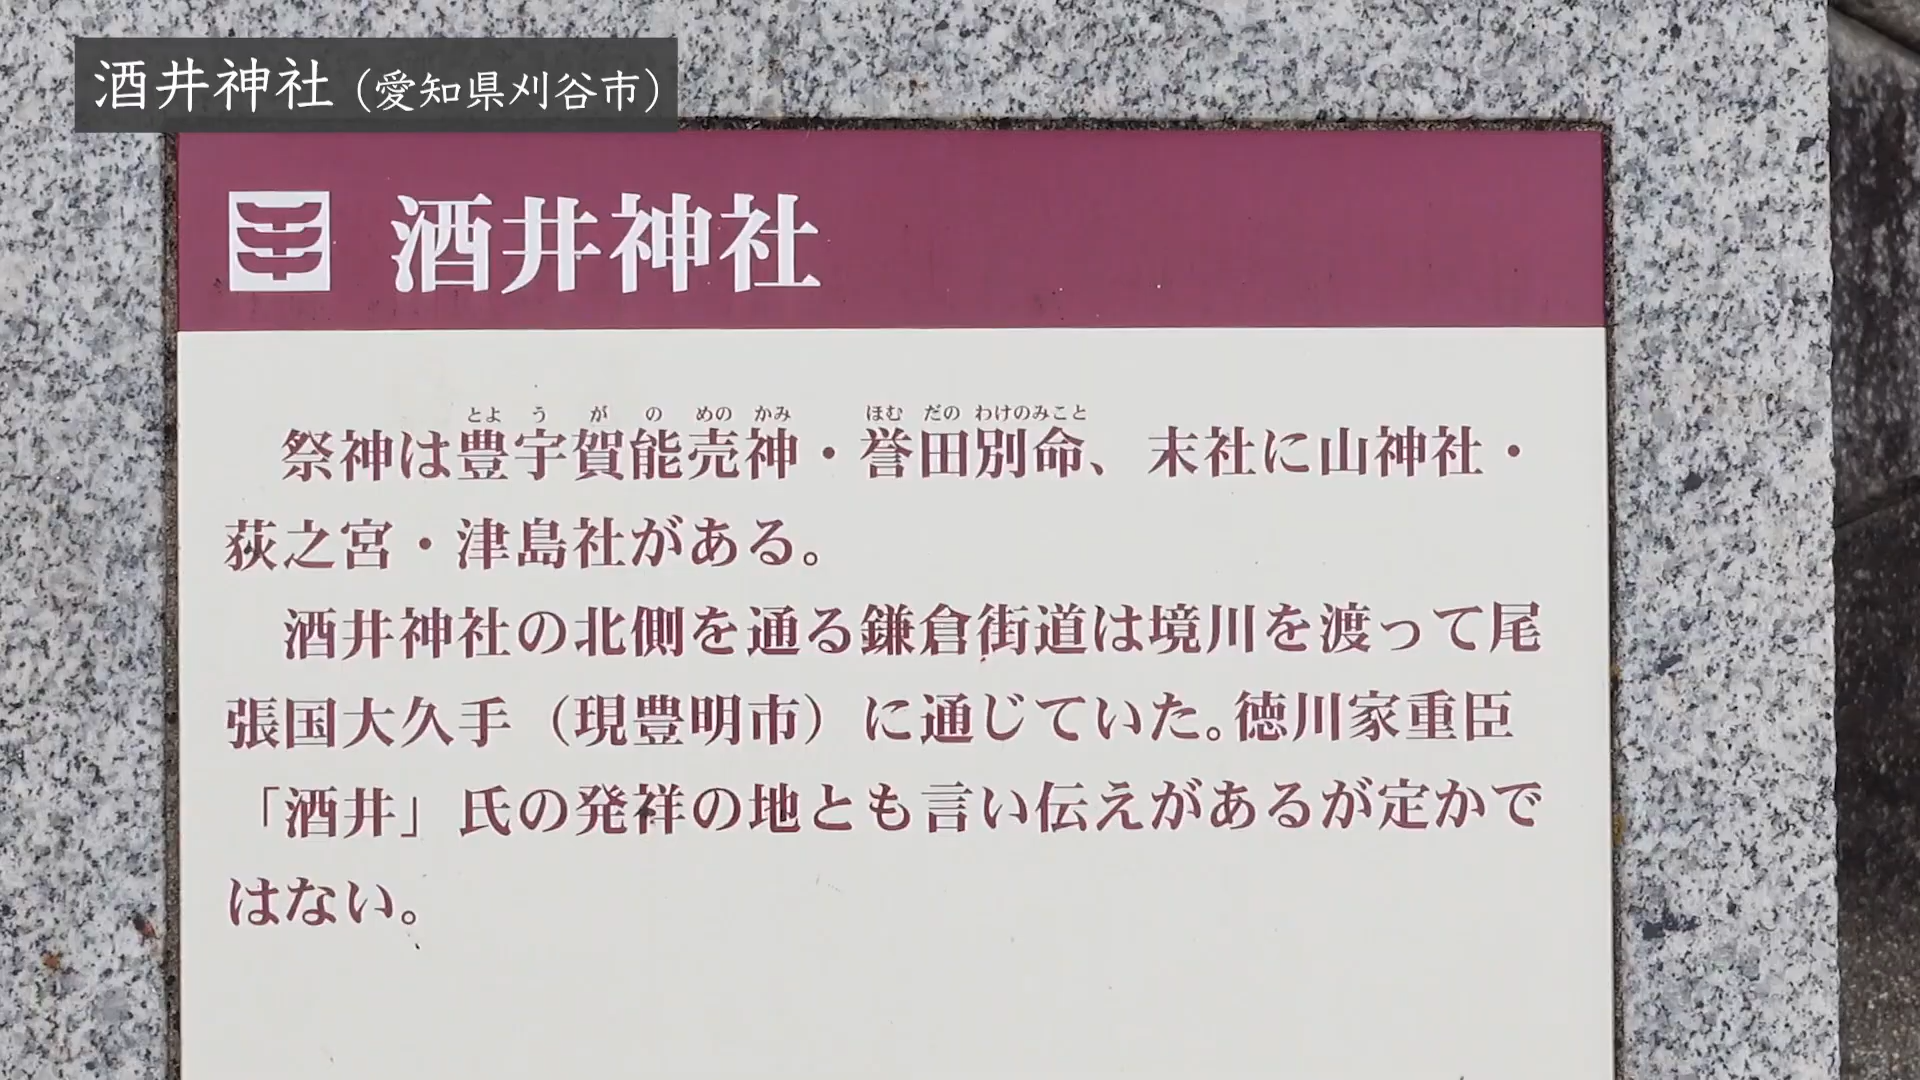 酒井神社（愛知県刈谷市）
酒井神社
とようがのめのかみ ほむだのわけのみこと
祭神は豊宇賀能売神・誉田別命、末社に山神社・
荻之宮・津島社がある。
酒井神社の北側を通る鎌倉街道は境川を渡って尾
張国大久手（現豊明市）に通じていた。徳川家重臣
「酒井」氏の発祥の地とも言い伝えがあるが定かで
はない。